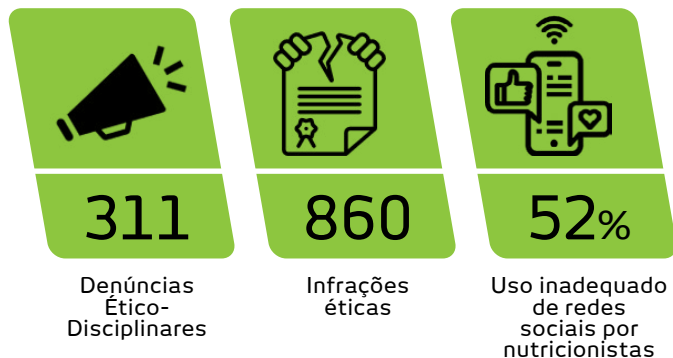 311
Denúncias
Ético-
Disciplinares
860
Infrações
éticas
52%
Uso inadequado
de redes
sociais por
nutricionistas